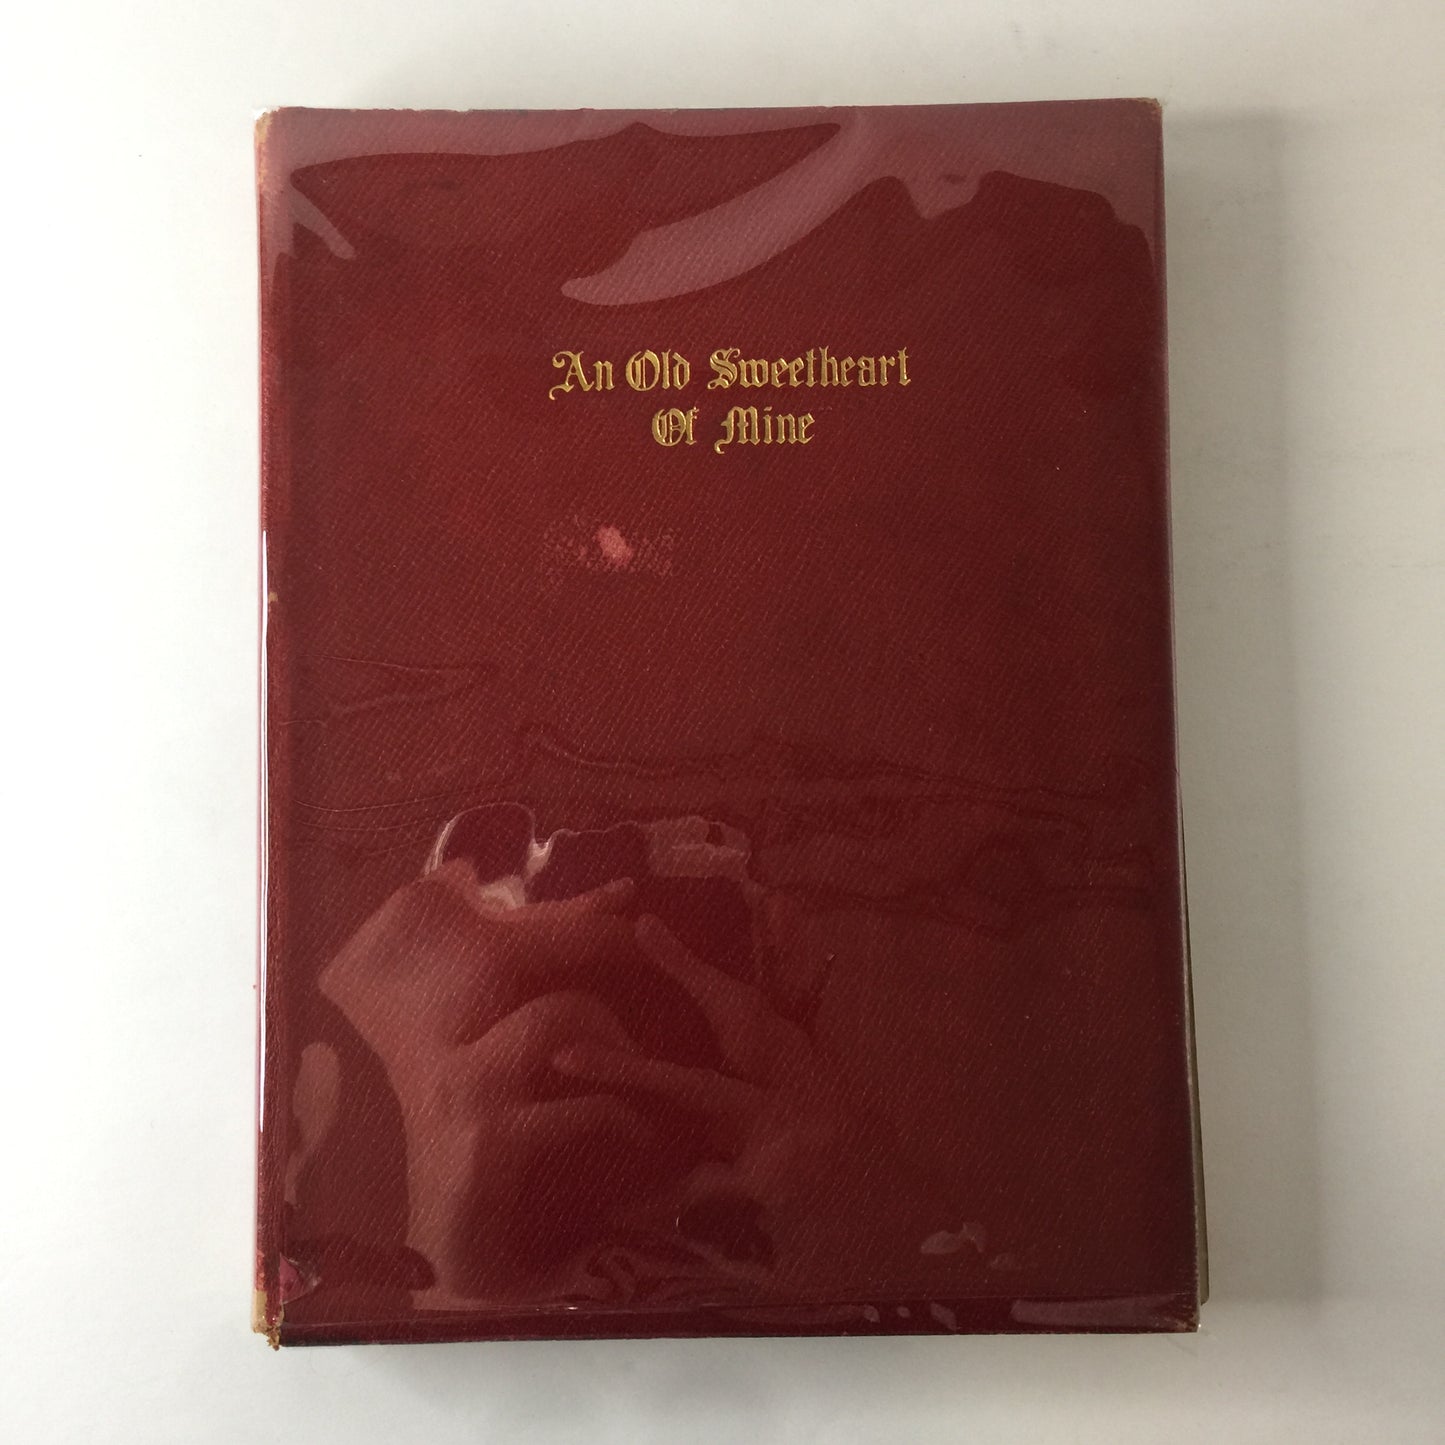 An Old Sweetheart
Of Mine